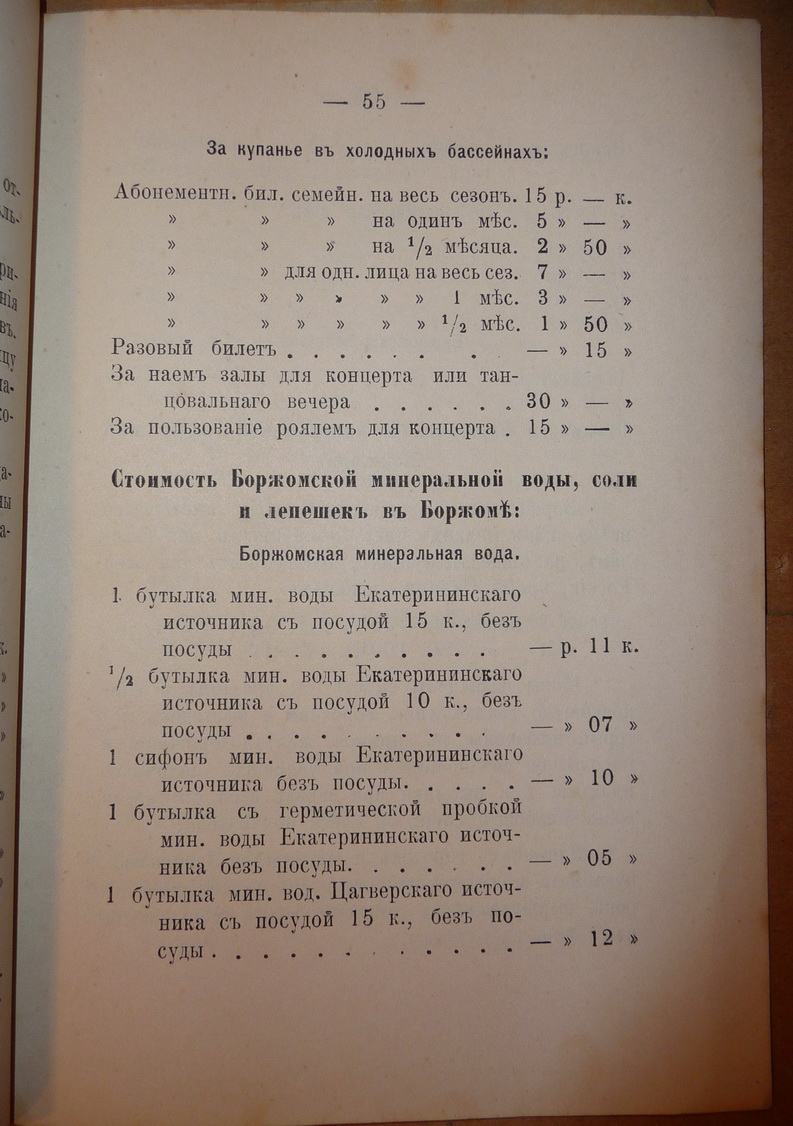 — 55 —
За купанье въ холодныхъ бассейнахъ:
Абонементн. бил. семейн. на весь сезонъ. 15 р. — к.
» » » на одинъ мѣс. 5 » — »
» » » на 1/2 мѣсяца. 2 » 50 »
» » для одн. лица на весь сез. 7 » — »
» » » » » » 1 мѣс. 3 » — »
» » » » » » 1/2 мѣс. 1 » 50 »
Разовый билетъ . . . . . . . — » 15 »
За наемъ залы для концерта или тан-
цовальнаго вечера . . . . . . 30 » — »
За пользованіе роялемъ для концерта . 15 » — »
Стоимость Боржомской минеральной воды, соли
и лепешекъ въ Боржомѣ:
Боржомская минеральная вода.
1 бутылка мин. воды Екатерининскаго
источника съ посудой 15 к., безъ
посуды . . . . . . . . . . — р. 11 к.
1/2 бутылка мин. воды Екатерининскаго
источника съ посудой 10 к., безъ
посуды . . . . . . . . . . — » 07 »
1 сифонъ мин. воды Екатерининскаго
источника безъ посуды. . . . . — » 10 »
1 бутылка съ герметической пробкой
мин. воды Екатерининскаго источ-
ника безъ посуды. . . . . . . — » 05 »
1 бутылка мин. вод. Цагверскаго источ-
ника съ посудой 15 к., безъ по-
суды . . . . . . . . . . . . — » 12 »